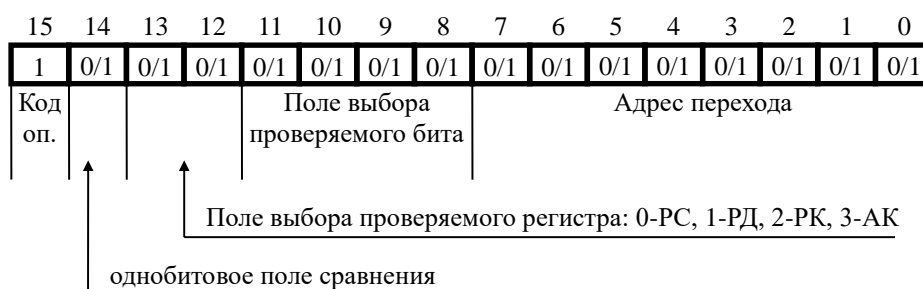 15 14 13 12 11 10 9 8 7 6 5 4 3 2 1 0
1 0/1 0/1 0/1 0/1 0/1 0/1 0/1 0/1 0/1 0/1 0/1 0/1 0/1 0/1 0/1
Код Поле выбора Адрес перехода
оп. проверяемого бита
Поле выбора проверяемого регистра: 0-РС, 1-РД, 2-РК, 3-АК
однобитовое поле сравнения